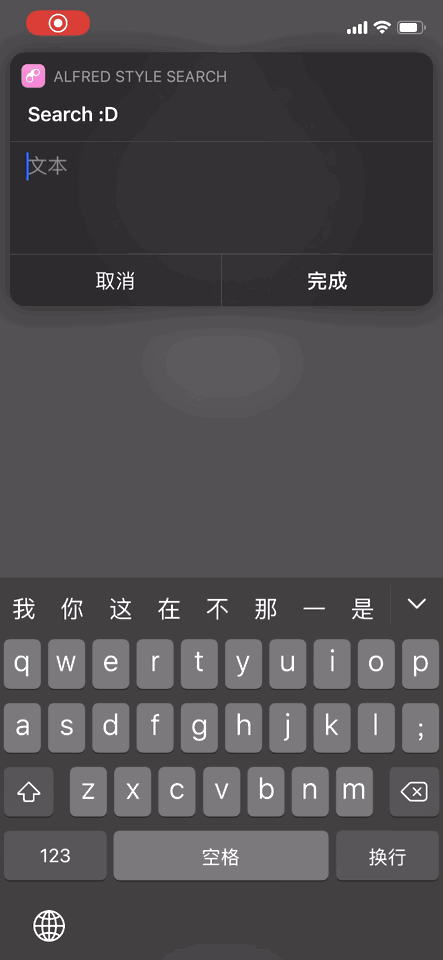 ALFRED STYLE SEARCH
Search :D
文本
取消 完成
我 你 这 在 不 那 一 是
q w e r t y u i o p
a s d f g h j k l ;
z x c v b n m
123 空格 换行